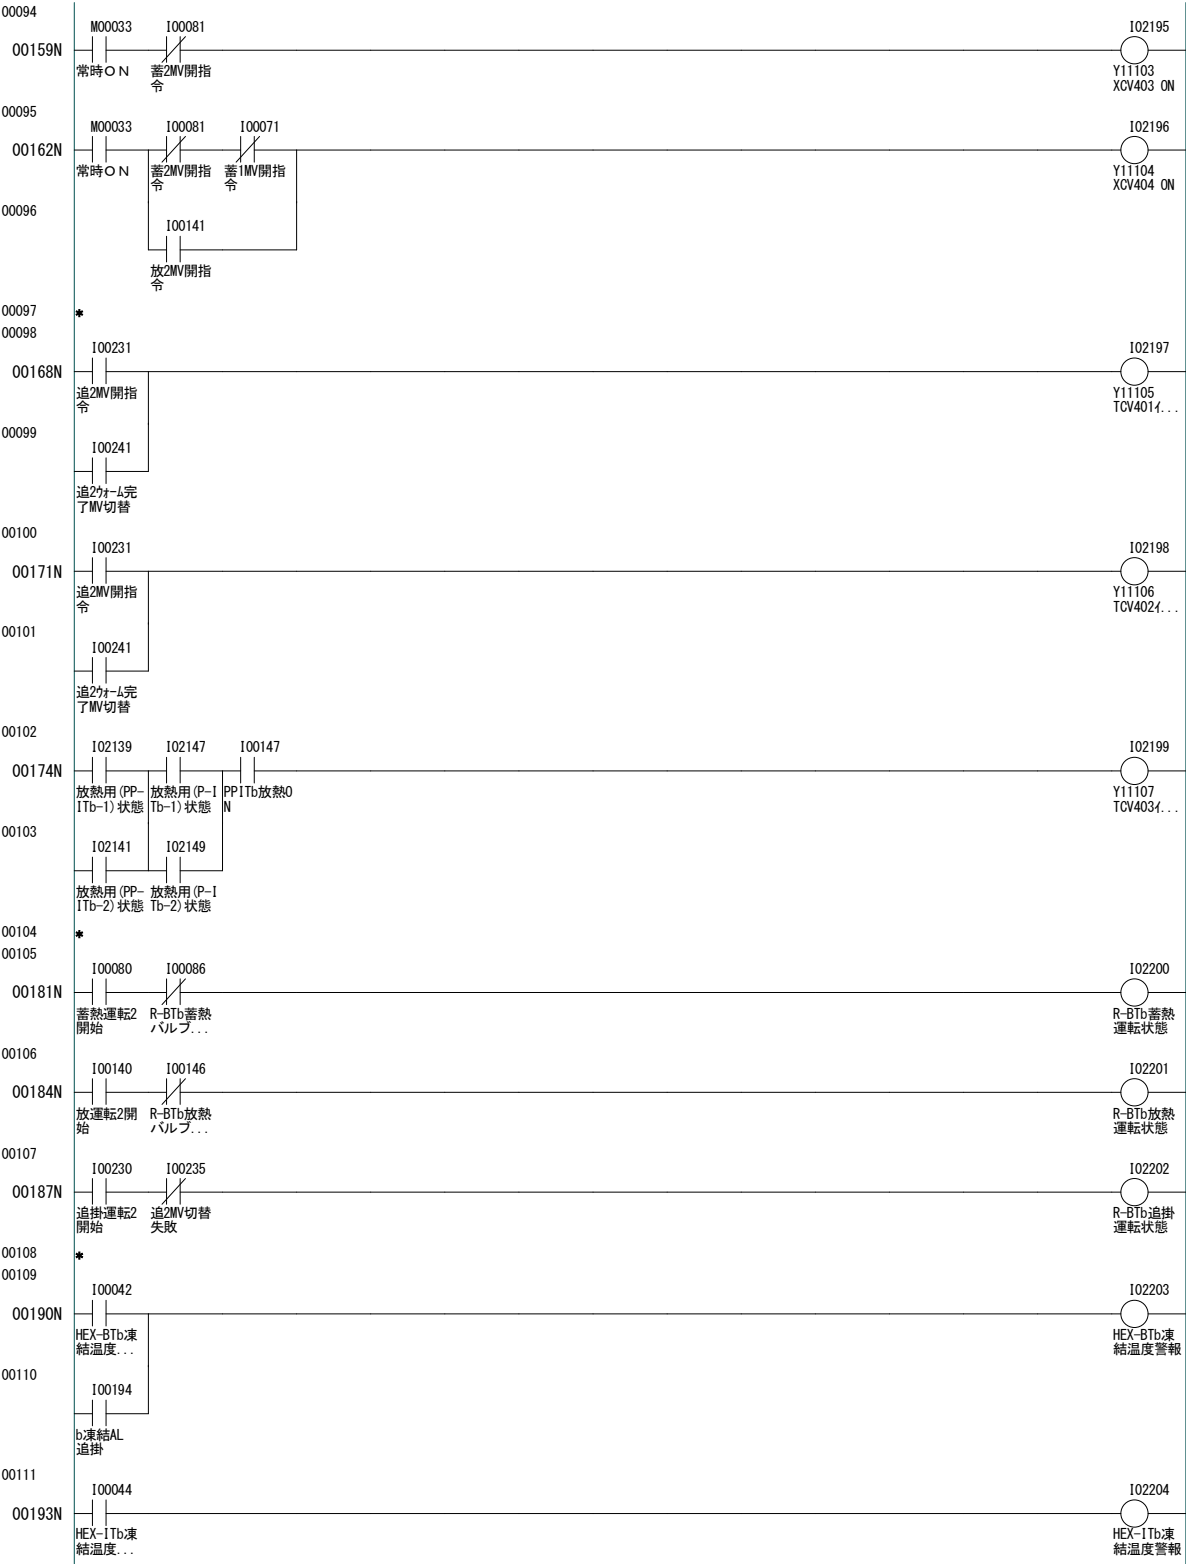 00094
M00033 I00081 I02195
00159N
常時ＯＮ 蓄2MV開指 Y11103
令 XCV403 ON
00095
M00033 I00081 I00071 I02196
00162N
常時ＯＮ 蓄2MV開指 蓄1MV開指 Y11104
令 令 XCV404 ON
00096
I00141
放2MV開指
令
00097 *
00098
I00231 I02197
00168N
追2MV開指 Y11105
令 TCV401ｲ...
00099
I00241
追2ｳｫｰﾑ完
了MV切替
00100
I00231 I02198
00171N
追2MV開指 Y11106
令 TCV402ｲ...
00101
I00241
追2ｳｫｰﾑ完
了MV切替
00102
I02139 I02147 I00147 I02199
00174N
放熱用(PP- 放熱用(P-I PPITb放熱O Y11107
ITb-1)状態 Tb-1)状態 N TCV403ｲ...
00103
I02141 I02149
放熱用(PP- 放熱用(P-I
ITb-2)状態 Tb-2)状態
00104 *
00105
I00080 I00086 I02200
00181N
蓄熱運転2 R-BTb蓄熱 R-BTb蓄熱
開始 バルブ... 運転状態
00106
I00140 I00146 I02201
00184N
放運転2開 R-BTb放熱 R-BTb放熱
始 バルブ... 運転状態
00107
I00230 I00235 I02202
00187N
追掛運転2 追2MV切替 R-BTb追掛
開始 失敗 運転状態
00108 *
00109
I00042 I02203
00190N
HEX-BTb凍 HEX-BTb凍
結温度... 結温度警報
00110
I00194
b凍結AL
追掛
00111
I00044 I02204
00193N
HEX-ITb凍 HEX-ITb凍
結温度... 結温度警報